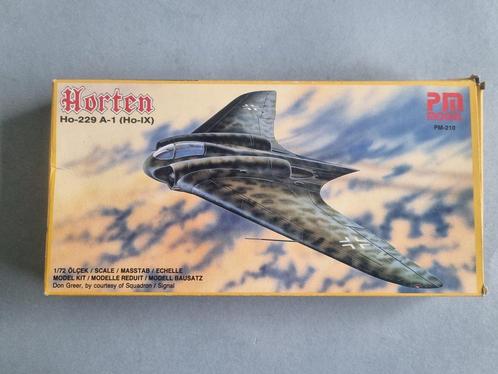 Horten
Ho-229 A-1 (Ho-IX)
PM
MODEL
PM-210
1/72 ÖLÇEK / SCALE / MASSTAB / ECHELLE
MODEL KIT / MODELLE REDUIT / MODELL BAUSATZ
Don Greer, by courtesy of Squadron / Signal